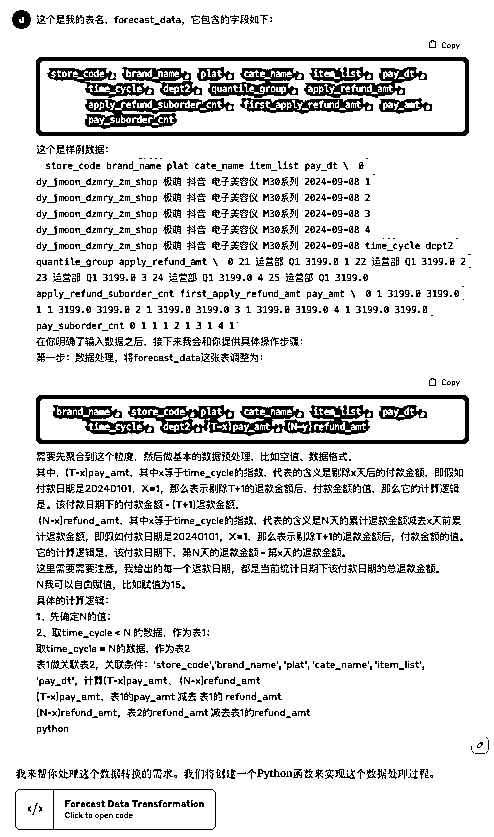 d 这个是我的表名、forecast_data，它包含的字段如下：
Copy
store_code, brand_name, plat, cate_name, item_list, pay_dt,
time_cycle, dept2, quantile_group, apply_refund_amt,
apply_refund_suborder_cnt, first_apply_refund_amt, pay_amt,
pay_suborder_cnt
这个是样例数据：
store_code brand_name plat cate_name item_list pay_dt \ 0
dy_jmoon_dzmry_zm_shop 极萌 抖音 电子美容仪 M30系列 2024-09-08 1
dy_jmoon_dzmry_zm_shop 极萌 抖音 电子美容仪 M30系列 2024-09-08 2
dy_jmoon_dzmry_zm_shop 极萌 抖音 电子美容仪 M30系列 2024-09-08 3
dy_jmoon_dzmry_zm_shop 极萌 抖音 电子美容仪 M30系列 2024-09-08 4
dy_jmoon_dzmry_zm_shop 极萌 抖音 电子美容仪 M30系列 2024-09-08 time_cycle dept2
quantile_group apply_refund_amt \ 0 21 运营部 Q1 3199.0 1 22 运营部 Q1 3199.0 2
23 运营部 Q1 3199.0 3 24 运营部 Q1 3199.0 4 25 运营部 Q1 3199.0
apply_refund_suborder_cnt first_apply_refund_amt pay_amt \ 0 1 3199.0 3199.0
1 1 3199.0 3199.0 2 1 3199.0 3199.0 3 1 3199.0 3199.0 4 1 3199.0 3199.0
pay_suborder_cnt 0 1 1 1 2 1 3 1 4 1
在你明确了输入数据之后、接下来我会和你提供具体操作步骤：
第一步：数据处理，将forecast_data这张表调整为：
Copy
brand_name, store_code, plat, cate_name, item_list, pay_dt,
time_cycle, dept2, (T-x)pay_amt, (N-y)refund_amt,
需要先聚合到这个粒度，然后做基本的数据预处理、比如空值、数据格式。
其中，(T-x)pay_amt、其中x等于time_cycle的指数、代表的含义是剔除x天后的付款金额、即假如
付款日期是20240101，X=1，那么表示剔除T+1的退款金额后、付款金额的值、那么它的计算逻辑
是。该付款日期下的付款金额 - (T+1)退款金额。
(N-x)refund_amt、其中x等于time_cycle的指数、代表的含义是N天的累计退款金额减去x天前累
计退款金额，即假如付款日期是20240101，X=1、那么表示剔除T+1的退款金额后，付款金额的值。
它的计算逻辑是、该付款日期下、第N天的退款金额 - 第x天的退款金额。
这里需要需要注意，我给出的每一个退款日期，都是当前统计日期下该付款日期的总退款金额。
N我可以自由赋值，比如赋值为15。
具体的计算逻辑：
1、先确定N的值；
2、取time_cycle < N 的数据、作为表1；
取time_cycle = N的数据、作为表2
表1做关联表2，关联条件：'store_code','brand_name', 'plat', 'cate_name', 'item_list',
'pay_dt'，计算(T-x)pay_amt、 (N-x)refund_amt
(T-x)pay_amt、表1的pay_amt 减去 表1的 refund_amt
(N-x)refund_amt，表2的refund_amt 减去表1的refund_amt
python
我来帮你处理这个数据转换的需求。我们将创建一个Python函数来实现这个数据处理过程。
</> Forecast Data Transformation
Click to open code